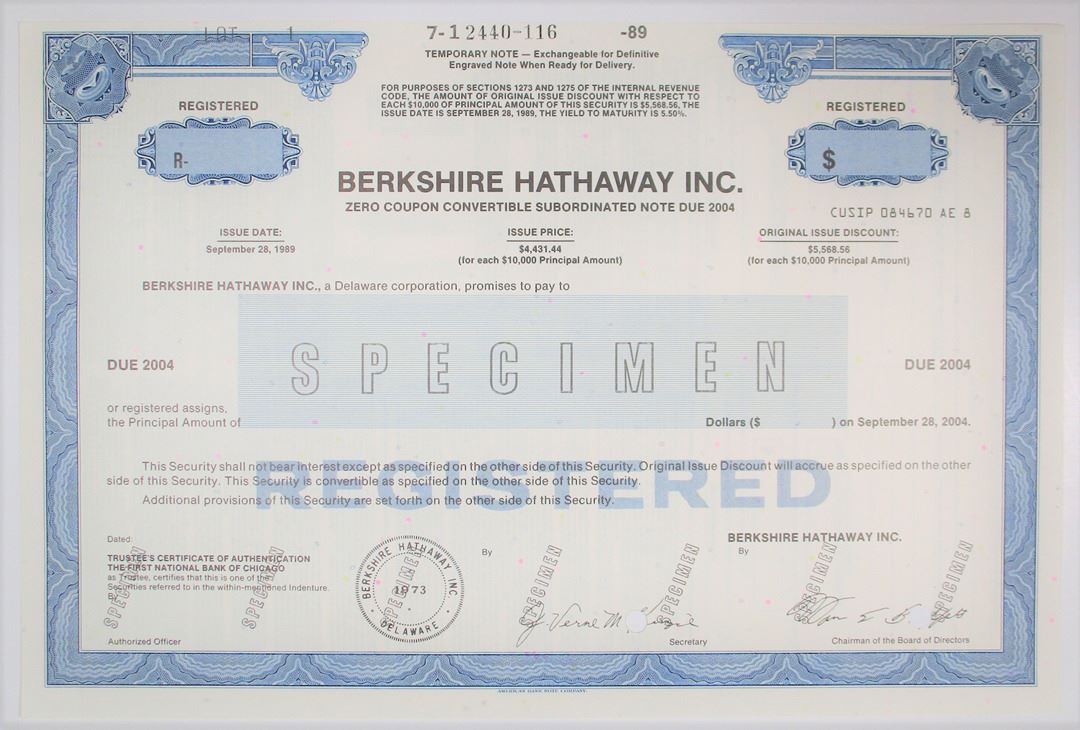 LOT 1
7-12440-116 -89
TEMPORARY NOTE — Exchangeable for Definitive
Engraved Note When Ready for Delivery.
FOR PURPOSES OF SECTIONS 1273 AND 1275 OF THE INTERNAL REVENUE
CODE, THE AMOUNT OF ORIGINAL ISSUE DISCOUNT WITH RESPECT TO
EACH $10,000 OF PRINCIPAL AMOUNT OF THIS SECURITY IS $5,568.56, THE
ISSUE DATE IS SEPTEMBER 28, 1989, THE YIELD TO MATURITY IS 5.50%.
REGISTERED
REGISTERED
R-
$
BERKSHIRE HATHAWAY INC.
ZERO COUPON CONVERTIBLE SUBORDINATED NOTE DUE 2004
CUSIP 084670 AE 8
ISSUE DATE:
September 28, 1989
ISSUE PRICE:
$4,431.44
(for each $10,000 Principal Amount)
ORIGINAL ISSUE DISCOUNT:
$5,568.56
(for each $10,000 Principal Amount)
BERKSHIRE HATHAWAY INC., a Delaware corporation, promises to pay to
SPECIMEN
DUE 2004
DUE 2004
or registered assigns,
the Principal Amount of
Dollars ($ ) on September 28, 2004.
This Security shall not bear interest except as specified on the other side of this Security. Original Issue Discount will accrue as specified on the other
side of this Security. This Security is convertible as specified on the other side of this Security.
Additional provisions of this Security are set forth on the other side of this Security.
REGISTERED
Dated:
TRUSTEE'S CERTIFICATE OF AUTHENTICATION
THE FIRST NATIONAL BANK OF CHICAGO
as Trustee, certifies that this is one of the
Securities referred to in the within-mentioned Indenture.
By
Authorized Officer
SPECIMEN
SPECIMEN
BERKSHIRE HATHAWAY INC.
1973
DELAWARE
SPECIMEN
By
SPECIMEN
SPECIMEN
J. Verne M
Secretary
BERKSHIRE HATHAWAY INC.
By
SPECIMEN
SPECIMEN
Chairman of the Board of Directors
AMERICAN BANK NOTE COMPANY.